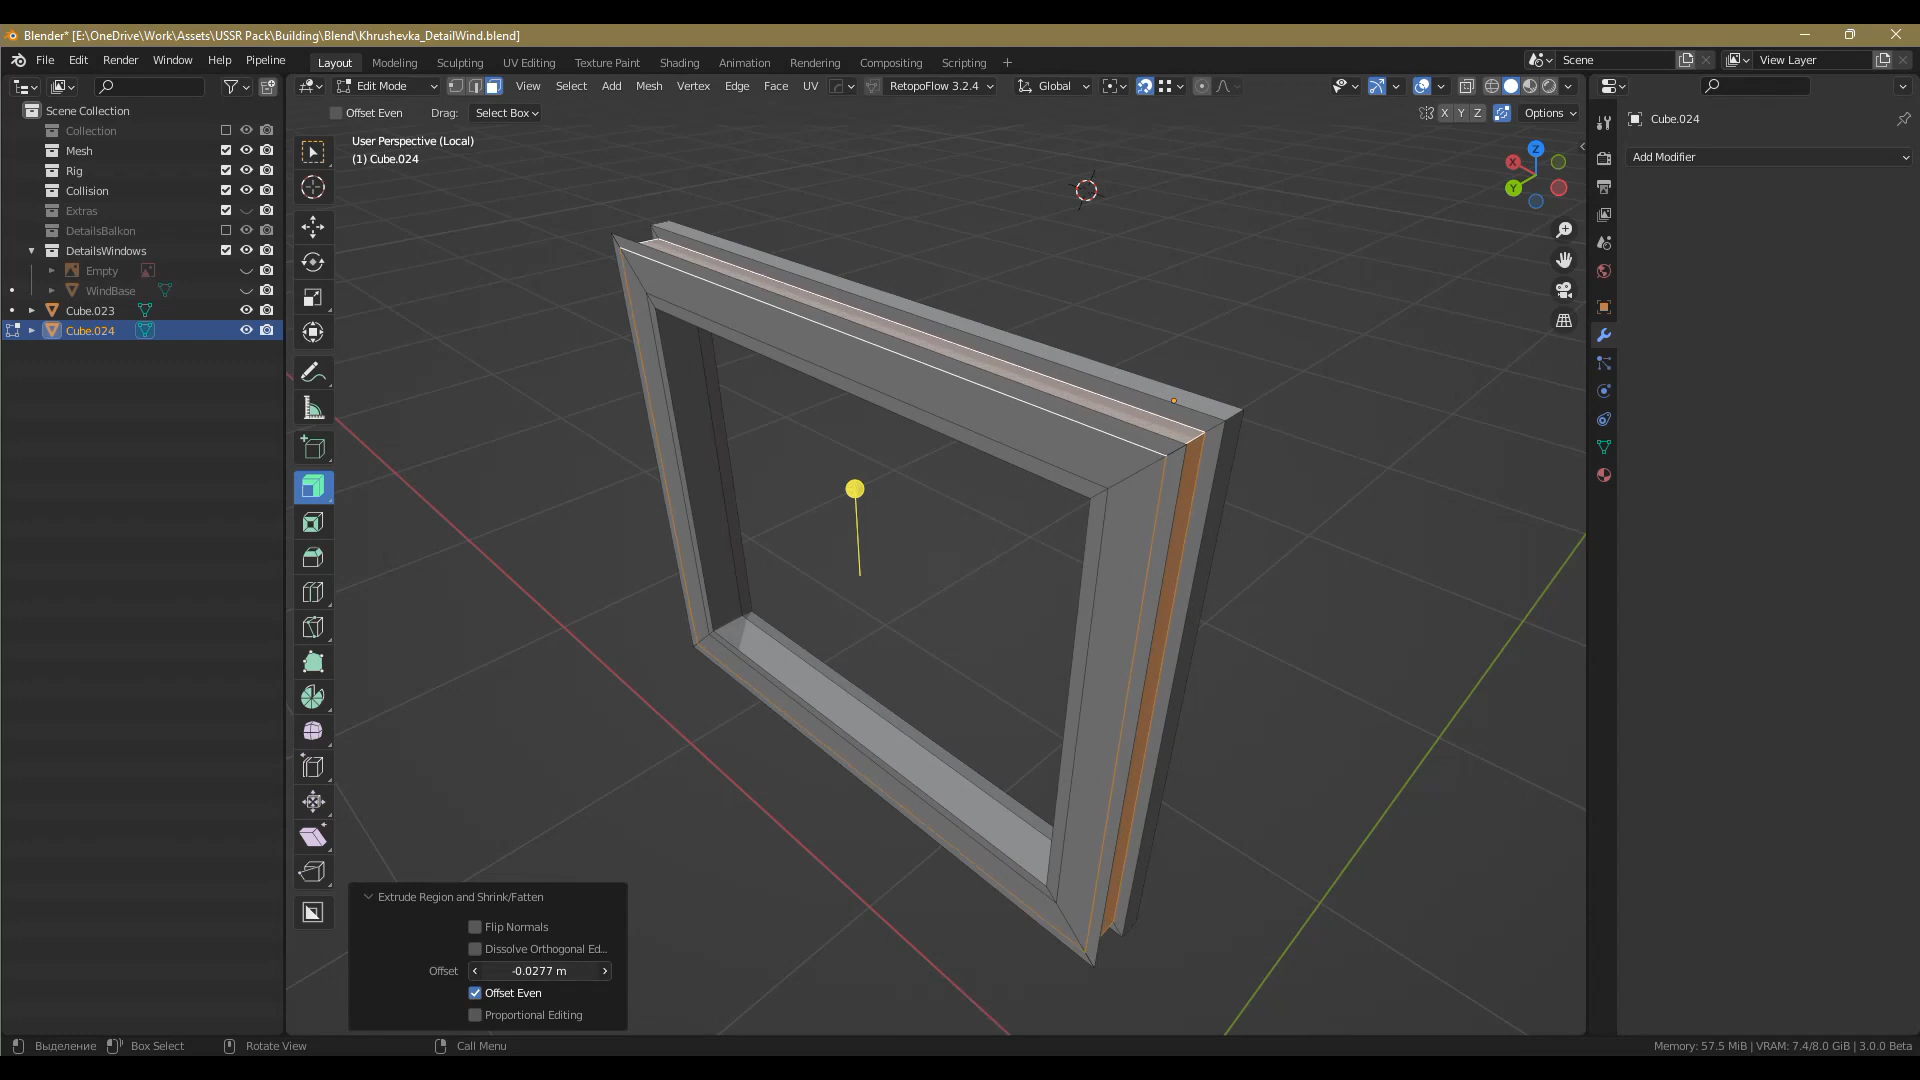 Blender* [E:\OneDrive\Work\Assets\USSR Pack\Building\Blend\Khrushevka_DetailWind.blend]
File Edit Render Window Help Pipeline
Layout Modeling Sculpting UV Editing Texture Paint Shading Animation Rendering Compositing Scripting +
Scene
View Layer
Edit Mode
View Select Add Mesh Vertex Edge Face UV
RetopoFlow 3.2.4
Global
Offset Even Drag: Select Box
X Y Z Options
Scene Collection
Collection
Mesh
Rig
Collision
Extras
DetailsBalkon
DetailsWindows
Empty
WindBase
Cube.023
Cube.024
User Perspective (Local)
(1) Cube.024
Z
X
Y
Cube.024
Add Modifier
Extrude Region and Shrink/Fatten
Flip Normals
Dissolve Orthogonal Ed...
Offset -0.0277 m
Offset Even
Proportional Editing
Выделение Box Select Rotate View Call Menu
Memory: 57.5 MiB | VRAM: 7.4/8.0 GiB | 3.0.0 Beta